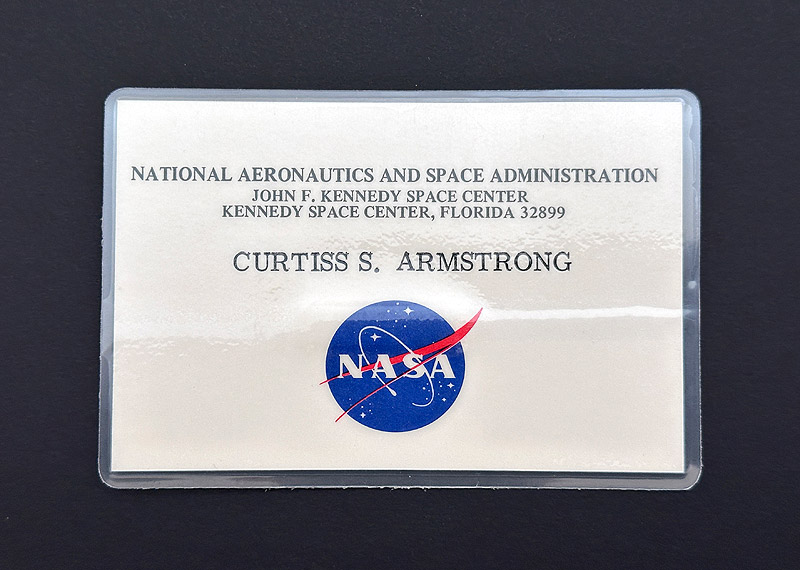 NATIONAL AERONAUTICS AND SPACE ADMINISTRATION
JOHN F. KENNEDY SPACE CENTER
KENNEDY SPACE CENTER, FLORIDA 32899
CURTISS S. ARMSTRONG
NASA